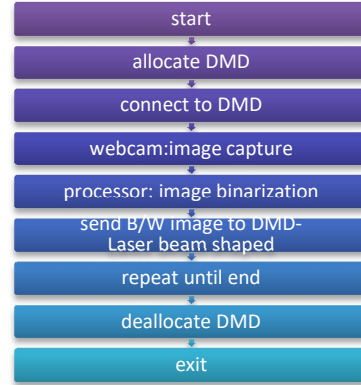 start
allocate DMD
connect to DMD
webcam:image capture
processor: image binarization
send B/W image to DMD-
Laser beam shaped
repeat until end
deallocate DMD
exit